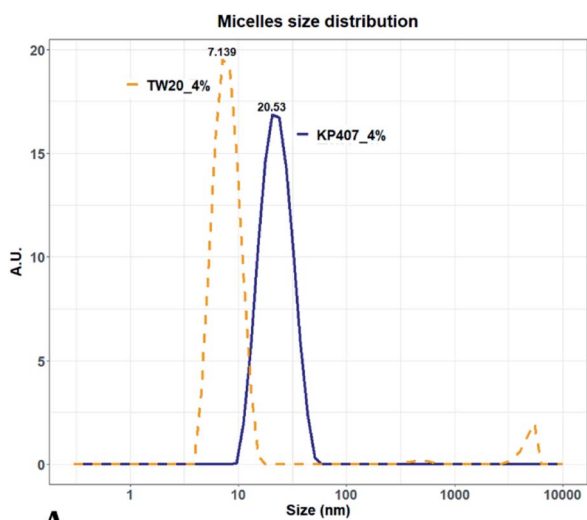 Micelles size distribution
20
7.139
TW20_4%
20.53
KP407_4%
15
A.U.
10
5
0
1 10 100 1000 10000
A
Size (nm)